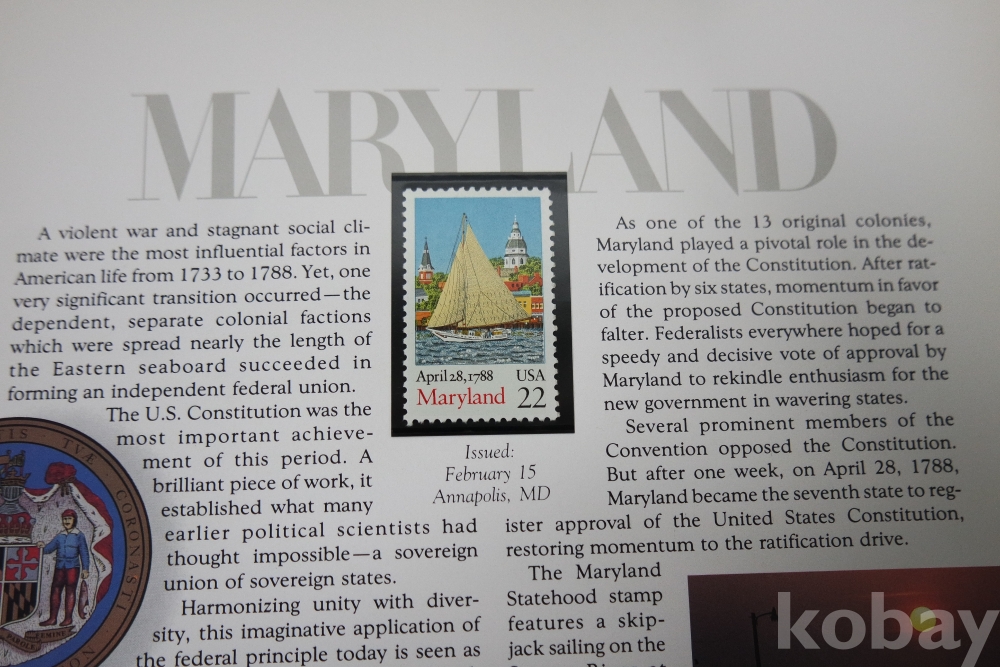 MARYLAND
A violent war and stagnant social cli-
mate were the most influential factors in
American life from 1733 to 1788. Yet, one
very significant transition occurred—the
dependent, separate colonial factions
which were spread nearly the length of
the Eastern seaboard succeeded in
forming an independent federal union.
The U.S. Constitution was the
most important achieve-
ment of this period. A
brilliant piece of work, it
established what many
earlier political scientists had
thought impossible—a sovereign
union of sovereign states.
Harmonizing unity with diver-
sity, this imaginative application of
the federal principle today is seen as
TVÆ CORONASTI
FEMINE
April 28, 1788 USA
Maryland 22
Issued:
February 15
Annapolis, MD
As one of the 13 original colonies,
Maryland played a pivotal role in the de-
velopment of the Constitution. After rat-
ification by six states, momentum in favor
of the proposed Constitution began to
falter. Federalists everywhere hoped for a
speedy and decisive vote of approval by
Maryland to rekindle enthusiasm for the
new government in wavering states.
Several prominent members of the
Convention opposed the Constitution.
But after one week, on April 28, 1788,
Maryland became the seventh state to reg-
ister approval of the United States Constitution,
restoring momentum to the ratification drive.
The Maryland
Statehood stamp
features a skip-
jack sailing on the
kobay